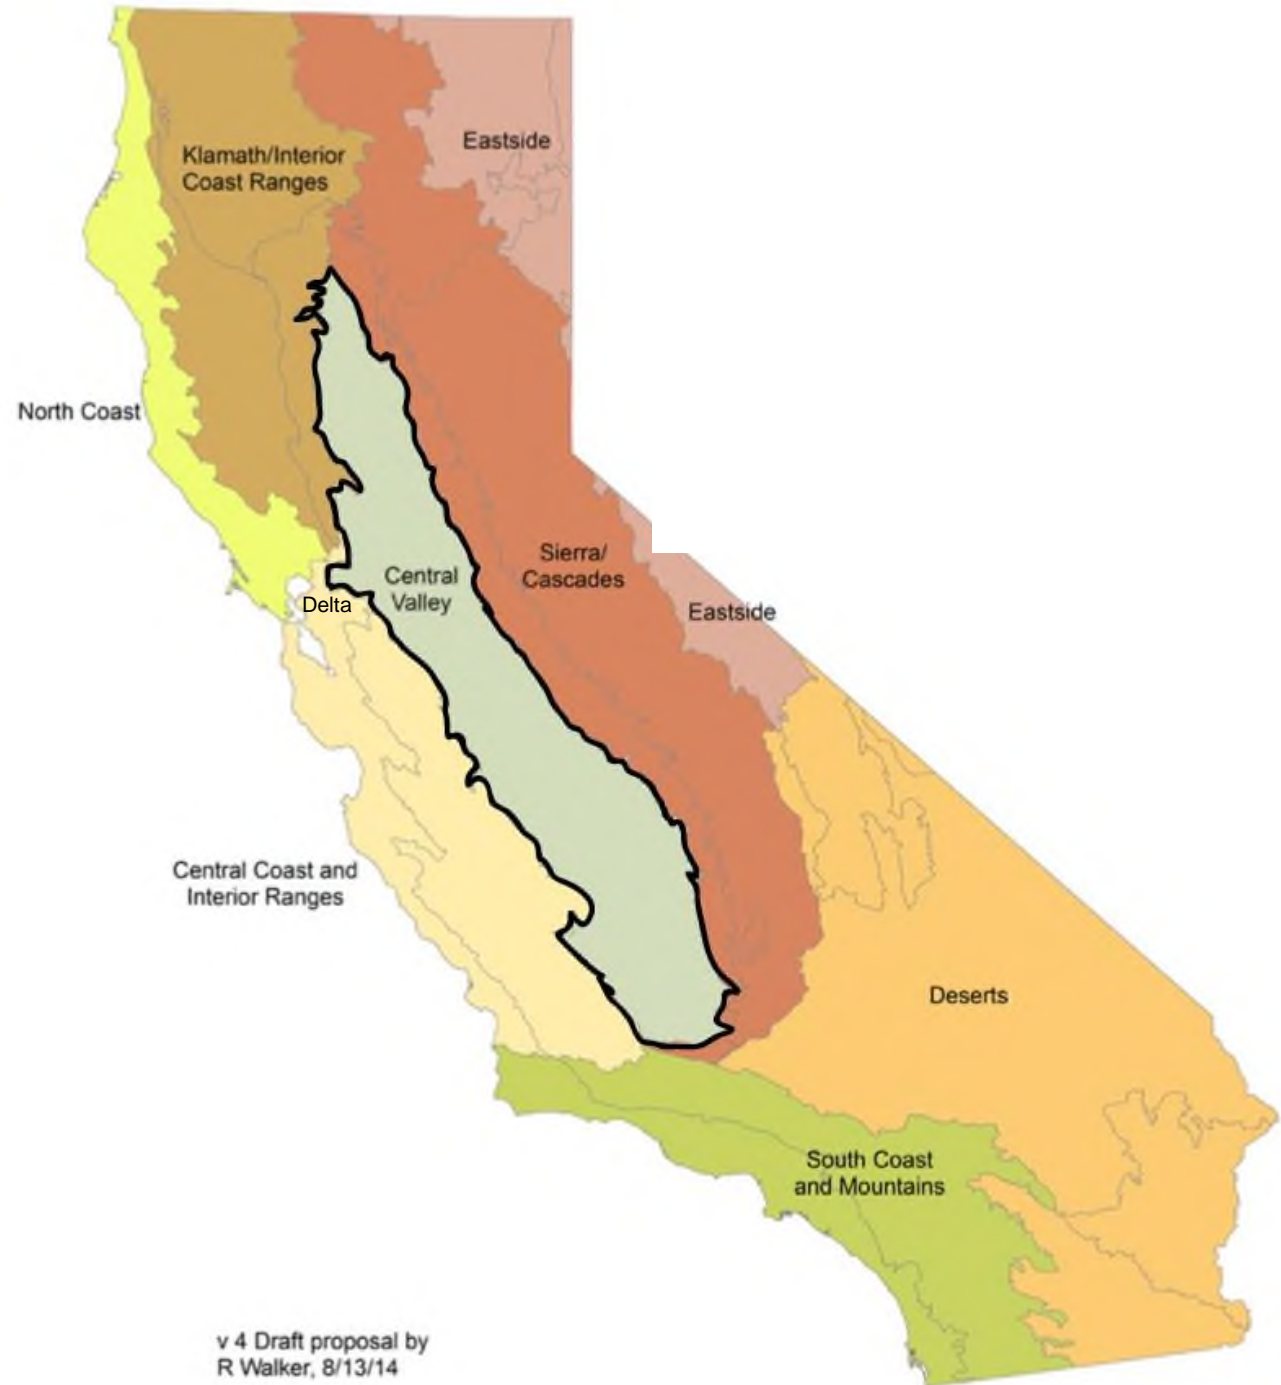 Eastside
Klamath/Interior
Coast Ranges
North Coast
Sierra/
Cascades
Central
Valley
Delta
Eastside
Central Coast and
Interior Ranges
Deserts
South Coast
and Mountains
v 4 Draft proposal by
R Walker, 8/13/14